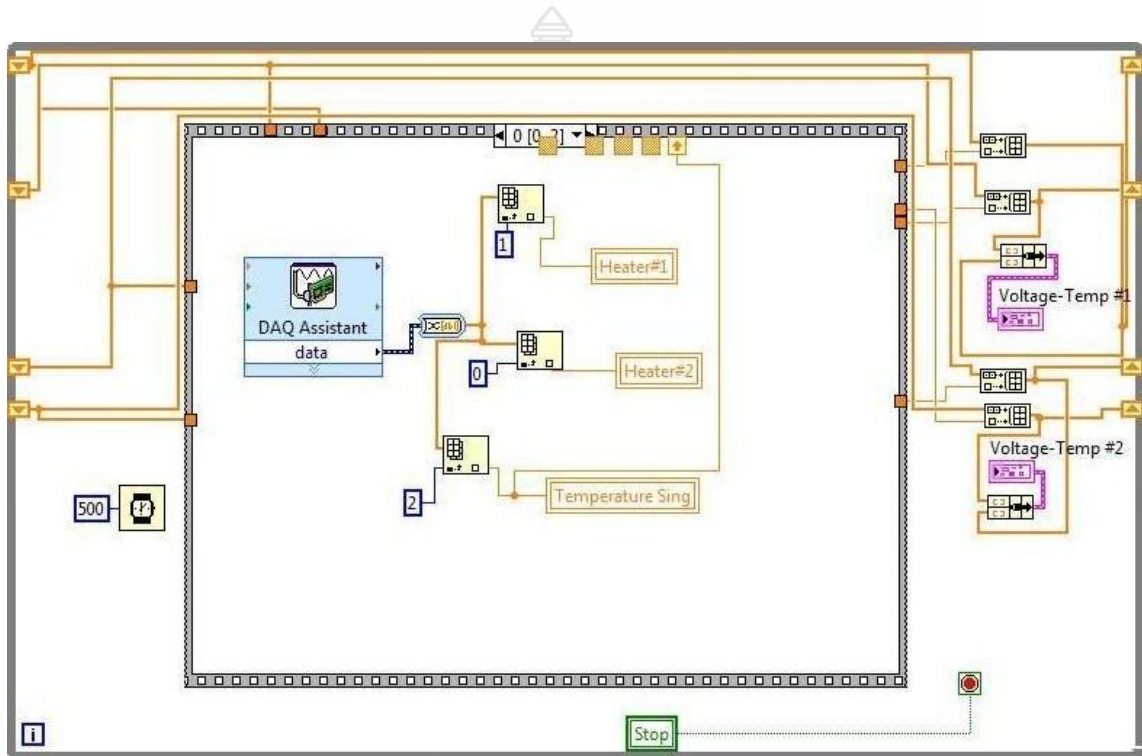 0 [0..2]
1
Heater#1
DAQ Assistant
data
Voltage-Temp #1
0
Heater#2
Voltage-Temp #2
2
Temperature Sing
500
Stop
i